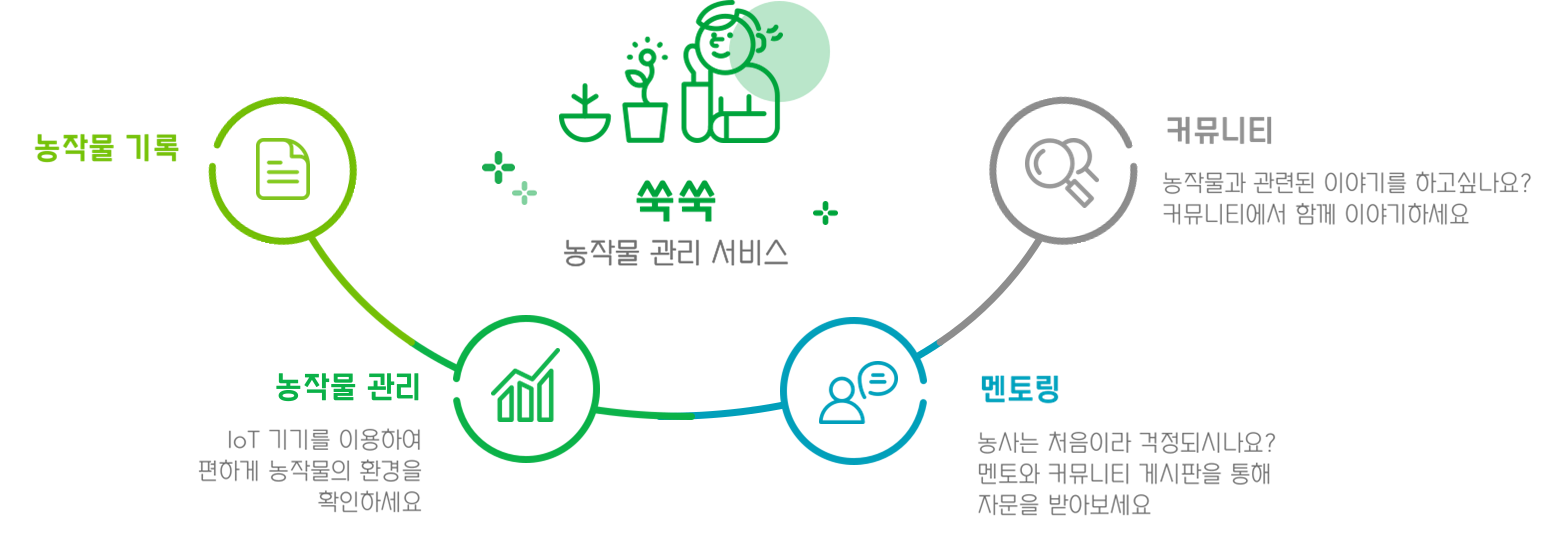 쑥쑥
농작물 관리 서비스
농작물 기록
농작물 관리
IoT 기기를 이용하여
편하게 농작물의 환경을
확인하세요
멘토링
농사는 처음이라 걱정되시나요?
멘토와 커뮤니티 게시판을 통해
자문을 받아보세요
커뮤니티
농작물과 관련된 이야기를 하고싶나요?
커뮤니티에서 함께 이야기하세요